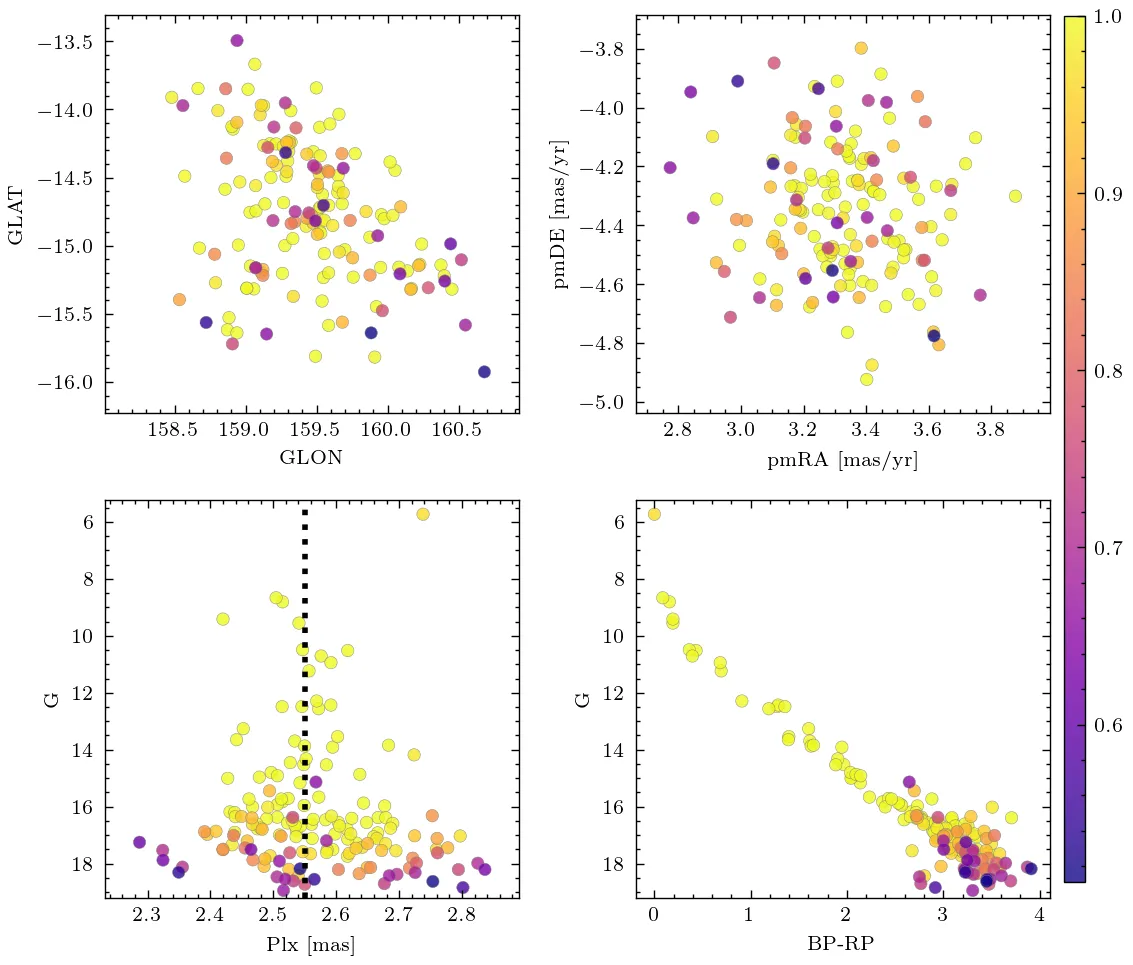 −13.5
−14.0
−14.5
−15.0
−15.5
−16.0
GLAT
158.5 159.0 159.5 160.0 160.5
GLON
−3.8
−4.0
−4.2
−4.4
−4.6
−4.8
−5.0
pmDE [mas/yr]
2.8 3.0 3.2 3.4 3.6 3.8
pmRA [mas/yr]
1.0
0.9
0.8
0.7
0.6
6
8
10
12
14
16
18
G
2.3 2.4 2.5 2.6 2.7 2.8
Plx [mas]
6
8
10
12
14
16
18
G
0 1 2 3 4
BP-RP